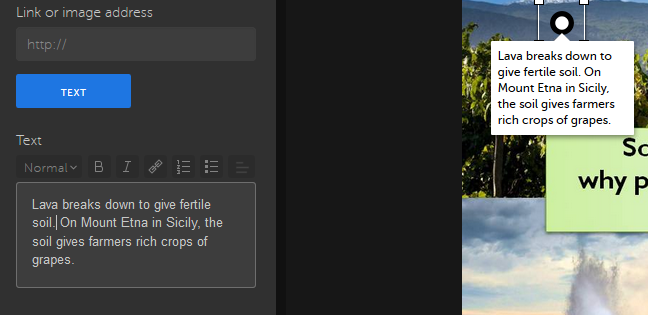 Link or image address
http://
TEXT
Text
Normal
B I
Lava breaks down to give fertile
soil. On Mount Etna in Sicily, the
soil gives farmers rich crops of
grapes.
Lava breaks down to
give fertile soil. On
Mount Etna in Sicily,
the soil gives farmers
rich crops of grapes.
why